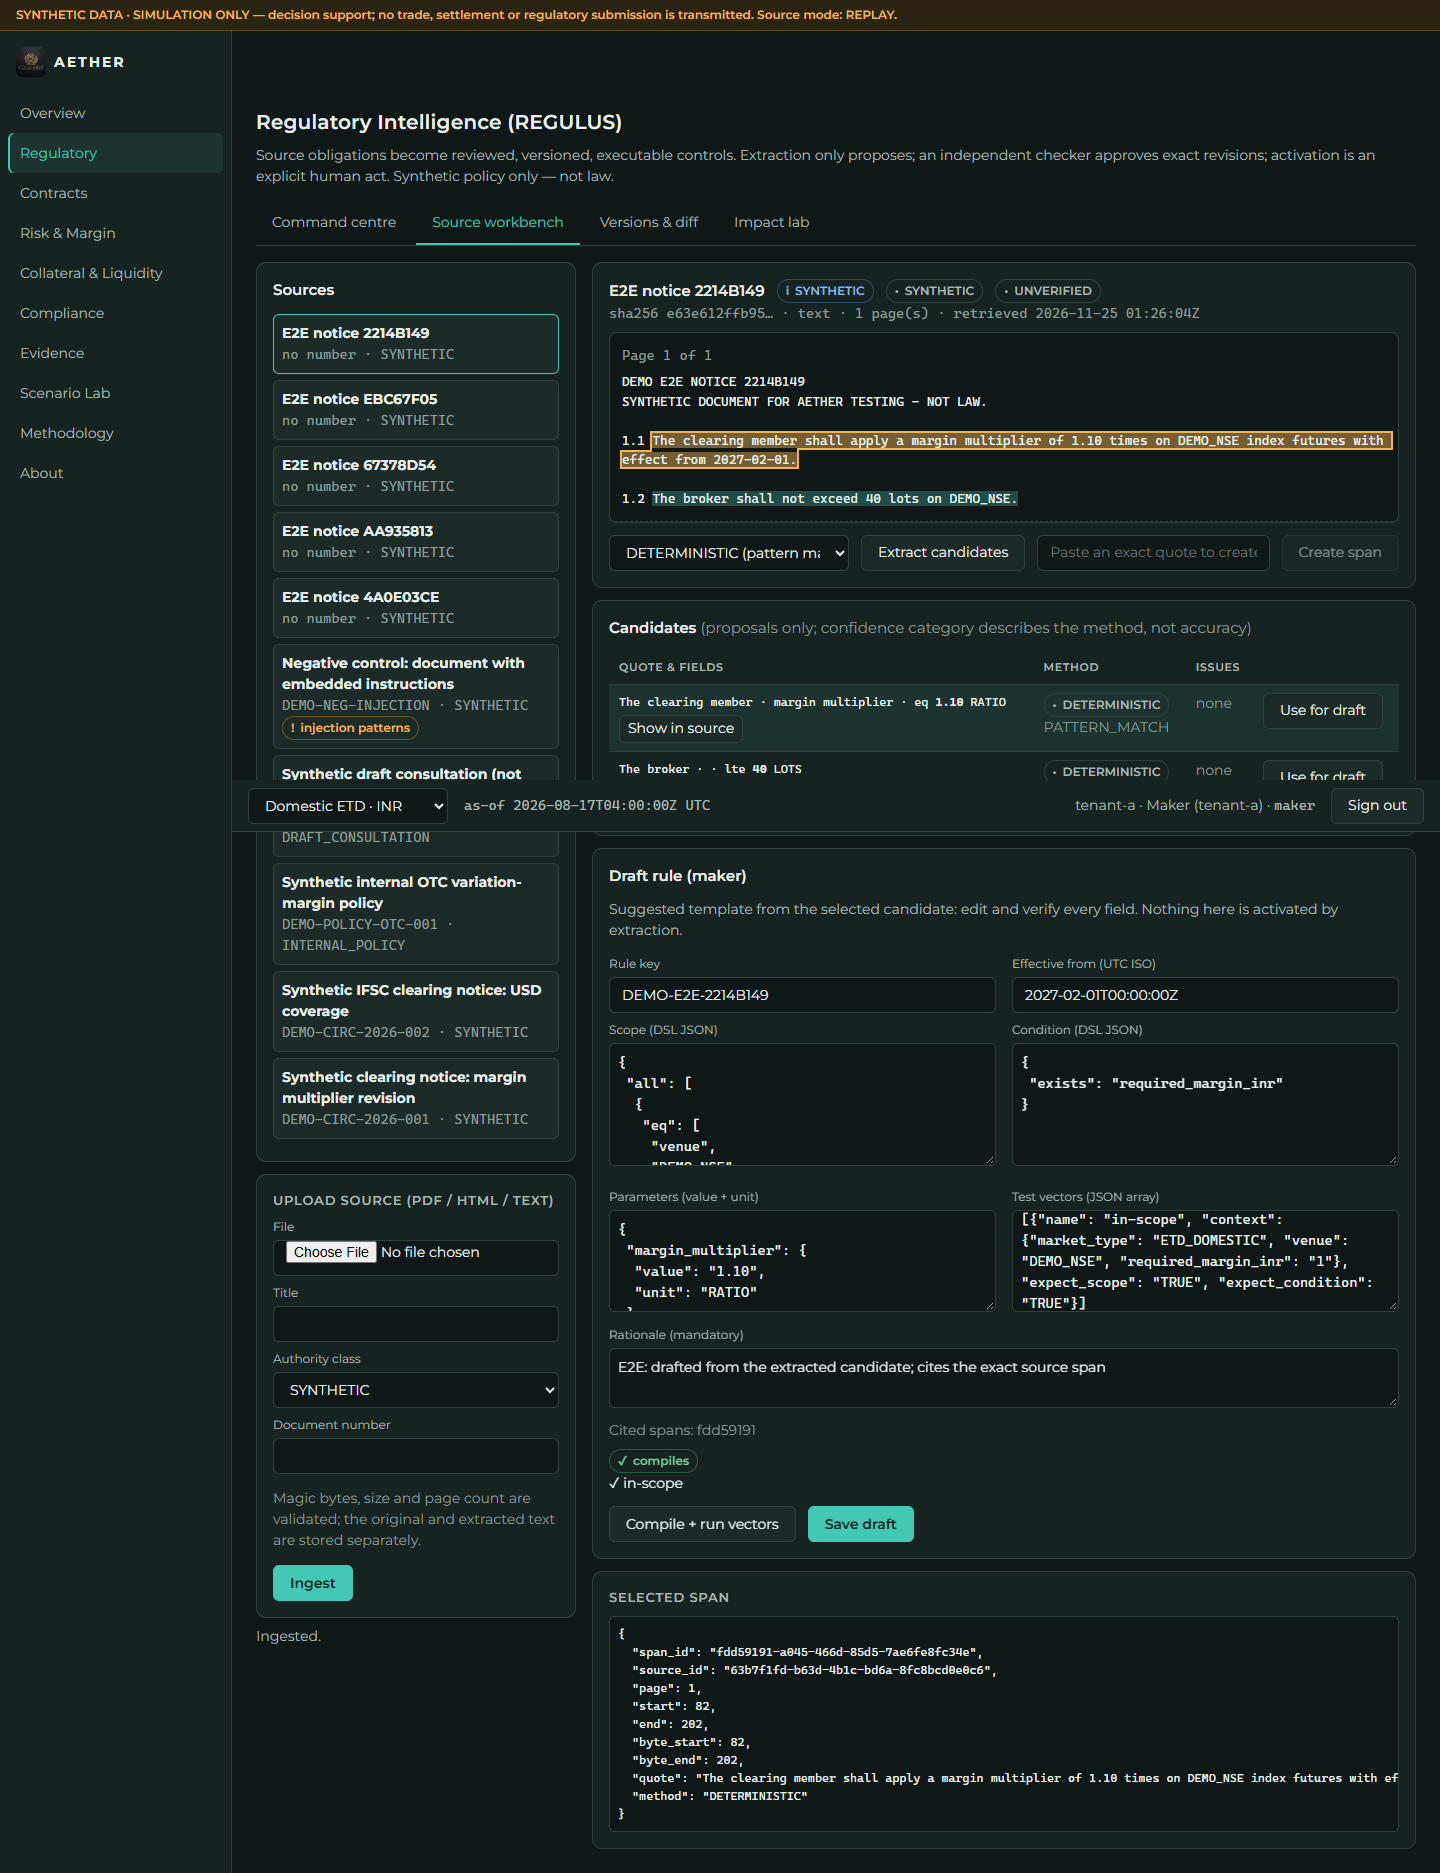 SYNTHETIC DATA · SIMULATION ONLY — decision support; no trade, settlement or regulatory submission is transmitted. Source mode: REPLAY.
AETHER
Overview
Regulatory
Contracts
Risk & Margin
Collateral & Liquidity
Compliance
Evidence
Scenario Lab
Methodology
About
Regulatory Intelligence (REGULUS)
Source obligations become reviewed, versioned, executable controls. Extraction only proposes; an independent checker approves exact revisions; activation is an
explicit human act. Synthetic policy only — not law.
Command centre
Source workbench
Versions & diff
Impact lab
Sources
E2E notice 2214B149
no number · SYNTHETIC
E2E notice EBC67F05
no number · SYNTHETIC
E2E notice 67378D54
no number · SYNTHETIC
E2E notice AA935813
no number · SYNTHETIC
E2E notice 4A0E03CE
no number · SYNTHETIC
Negative control: document with
embedded instructions
DEMO-NEG-INJECTION · SYNTHETIC
! injection patterns
Synthetic draft consultation (not
DRAFT_CONSULTATION
Synthetic internal OTC variation-
margin policy
DEMO-POLICY-OTC-001 ·
INTERNAL_POLICY
Synthetic IFSC clearing notice: USD
coverage
DEMO-CIRC-2026-002 · SYNTHETIC
Synthetic clearing notice: margin
multiplier revision
DEMO-CIRC-2026-001 · SYNTHETIC
UPLOAD SOURCE (PDF / HTML / TEXT)
File
Choose File No file chosen
Title
Authority class
SYNTHETIC
Document number
Magic bytes, size and page count are
validated; the original and extracted text
are stored separately.
Ingest
Ingested.
E2E notice 2214B149
i SYNTHETIC
· SYNTHETIC
· UNVERIFIED
sha256 e63e612ffb95… · text · 1 page(s) · retrieved 2026-11-25 01:26:04Z
Page 1 of 1
DEMO E2E NOTICE 2214B149
SYNTHETIC DOCUMENT FOR AETHER TESTING - NOT LAW.
1.1 The clearing member shall apply a margin multiplier of 1.10 times on DEMO_NSE index futures with
effect from 2027-02-01.
1.2 The broker shall not exceed 40 lots on DEMO_NSE.
DETERMINISTIC (pattern ma
Extract candidates
Paste an exact quote to create
Create span
Candidates (proposals only; confidence category describes the method, not accuracy)
QUOTE & FIELDS
METHOD
ISSUES
The clearing member · margin multiplier · eq 1.10 RATIO
Show in source
· DETERMINISTIC
PATTERN_MATCH
none
Use for draft
The broker · · lte 40 LOTS
· DETERMINISTIC
none
Use for draft
Domestic ETD · INR
as-of 2026-08-17T04:00:00Z UTC
tenant-a · Maker (tenant-a) · maker
Sign out
Draft rule (maker)
Suggested template from the selected candidate: edit and verify every field. Nothing here is activated by
extraction.
Rule key
DEMO-E2E-2214B149
Effective from (UTC ISO)
2027-02-01T00:00:00Z
Scope (DSL JSON)
{
"all": [
{
"eq": [
"venue",
"DEMO_NSE"
Condition (DSL JSON)
{
"exists": "required_margin_inr"
}
Parameters (value + unit)
{
"margin_multiplier": {
"value": "1.10",
"unit": "RATIO"
}
Test vectors (JSON array)
[{"name": "in-scope", "context":
{"market_type": "ETD_DOMESTIC", "venue":
"DEMO_NSE", "required_margin_inr": "1"},
"expect_scope": "TRUE", "expect_condition":
"TRUE"}]
Rationale (mandatory)
E2E: drafted from the extracted candidate; cites the exact source span
Cited spans: fdd59191
✓ compiles
✓ in-scope
Compile + run vectors
Save draft
SELECTED SPAN
{
"span_id": "fdd59191-a045-466d-85d5-7ae6fe8fc34e",
"source_id": "63b7f1fd-b63d-4b1c-bd6a-8fc8bcd0e0c6",
"page": 1,
"start": 82,
"end": 202,
"byte_start": 82,
"byte_end": 202,
"quote": "The clearing member shall apply a margin multiplier of 1.10 times on DEMO_NSE index futures with ef
"method": "DETERMINISTIC"
}